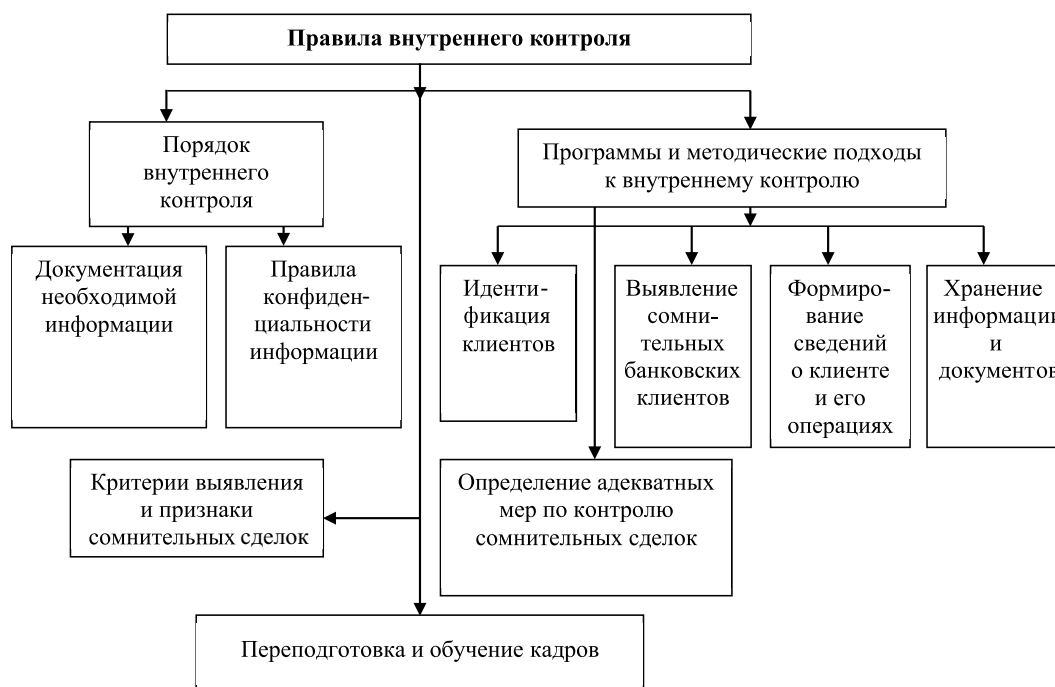 Правила внутреннего контроля
Порядок
внутреннего
контроля
Программы и методические подходы
к внутреннему контролю
Документация
необходимой
информации
Правила
конфиден-
циальности
информации
Иденти-
фикация
клиентов
Выявление
сомни-
тельных
банковских
клиентов
Формиро-
вание
сведений
о клиенте
и его
операциях
Хранение
информации
и
документов
Критерии выявления
и признаки
сомнительных сделок
Определение адекватных
мер по контролю
сомнительных сделок
Переподготовка и обучение кадров